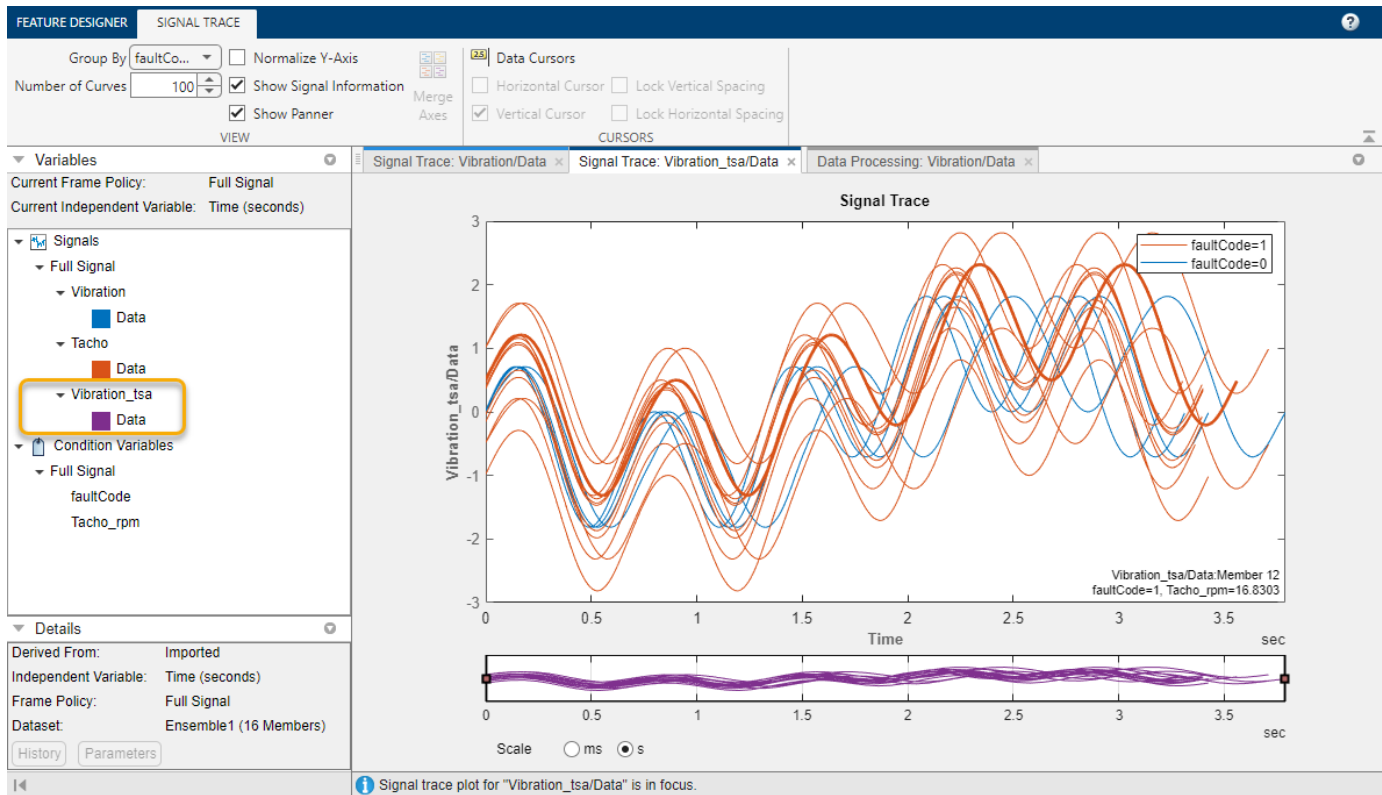 FEATURE DESIGNER SIGNAL TRACE
Group By faultCo... Normalize Y-Axis
Number of Curves 100 Show Signal Information
Show Panner
Merge
Axes
VIEW
2.5 Data Cursors
Horizontal Cursor Lock Vertical Spacing
Vertical Cursor Lock Horizontal Spacing
CURSORS
Variables
Current Frame Policy: Full Signal
Current Independent Variable: Time (seconds)
Signals
Full Signal
Vibration
Data
Tacho
Data
Vibration_tsa
Data
Condition Variables
Full Signal
faultCode
Tacho_rpm
Details
Derived From: Imported
Independent Variable: Time (seconds)
Frame Policy: Full Signal
Dataset: Ensemble1 (16 Members)
History Parameters
Signal Trace: Vibration/Data × Signal Trace: Vibration_tsa/Data × Data Processing: Vibration/Data ×
Signal Trace
faultCode=1
faultCode=0
3
2
1
0
-1
-2
-3
Vibration_tsa/Data
Vibration_tsa/Data:Member 12
faultCode=1, Tacho_rpm=16.8303
0 0.5 1 1.5 2 2.5 3 3.5
Time
sec
0 0.5 1 1.5 2 2.5 3 3.5
sec
Scale ms s
Signal trace plot for "Vibration_tsa/Data" is in focus.